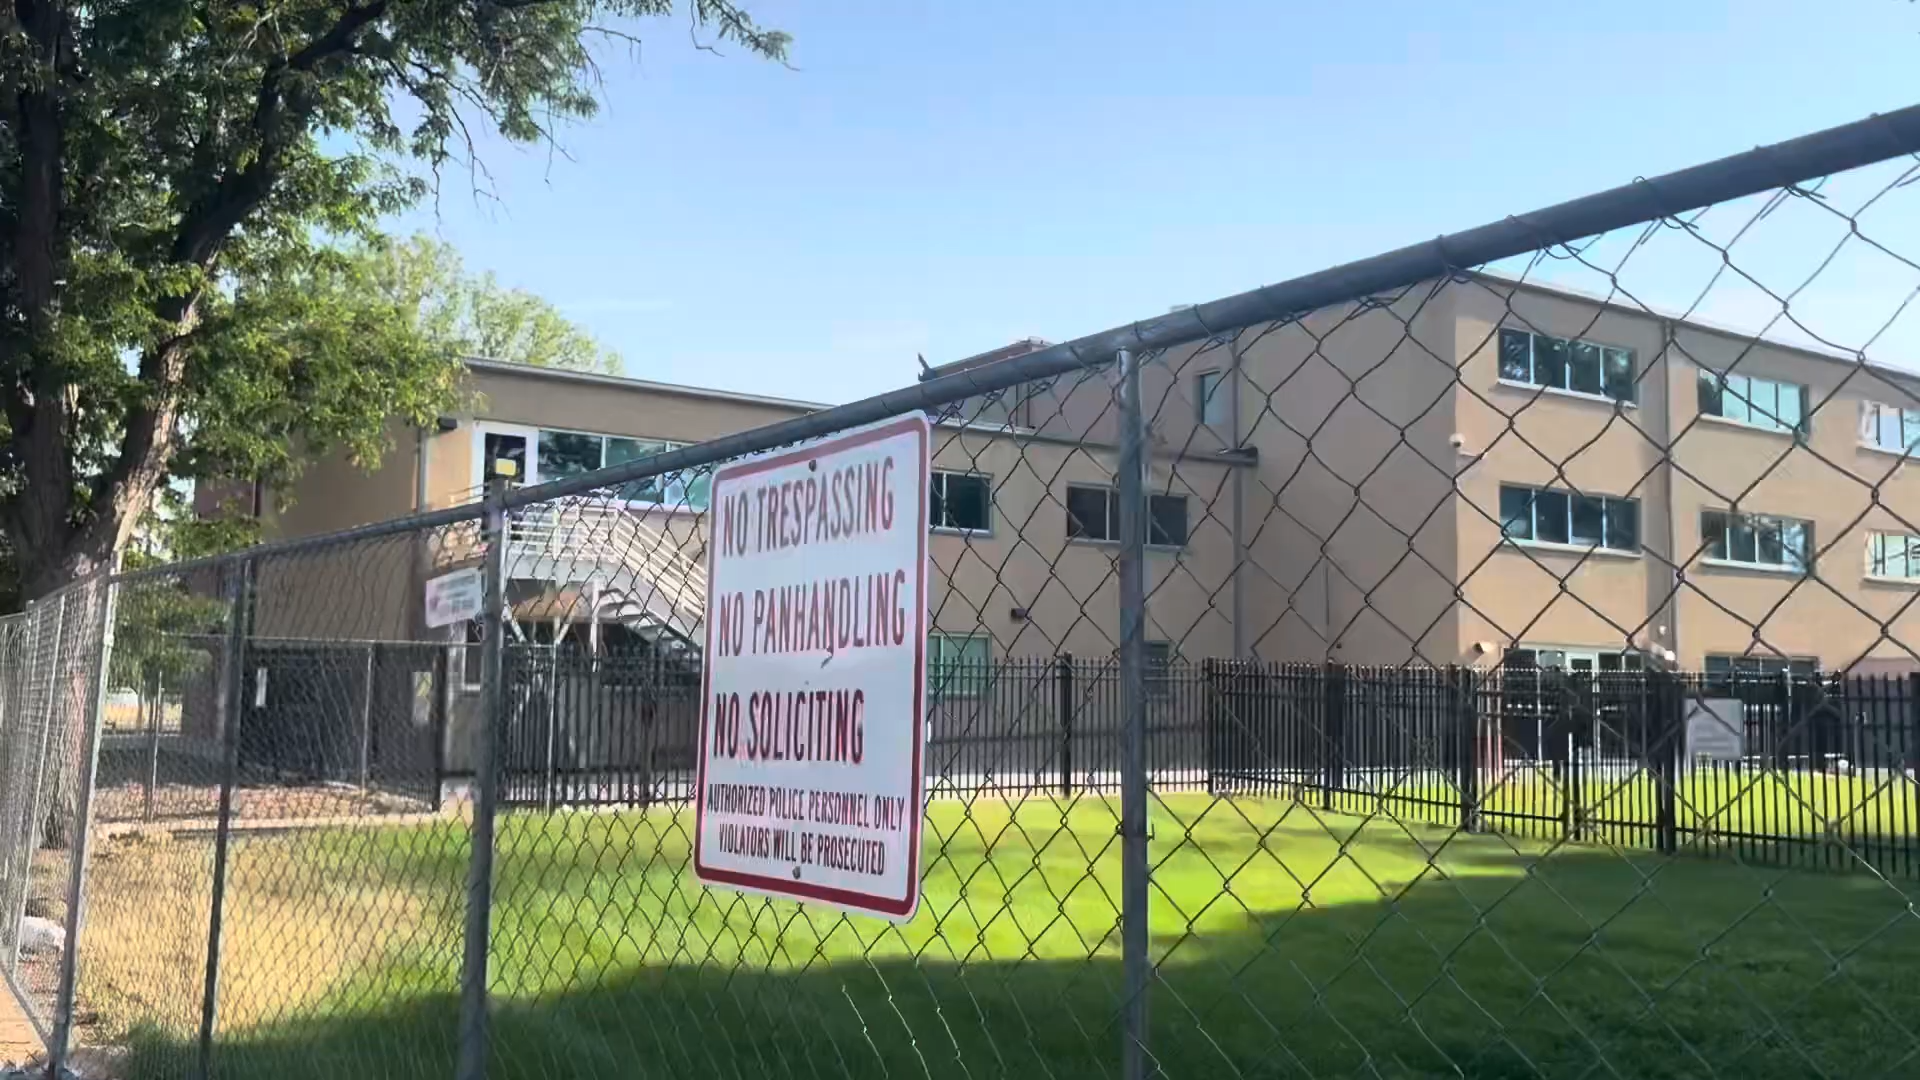 NO TRESPASSING
NO PANHANDLING
NO SOLICITING
AUTHORIZED POLICE PERSONNEL ONLY
VIOLATORS WILL BE PROSECUTED